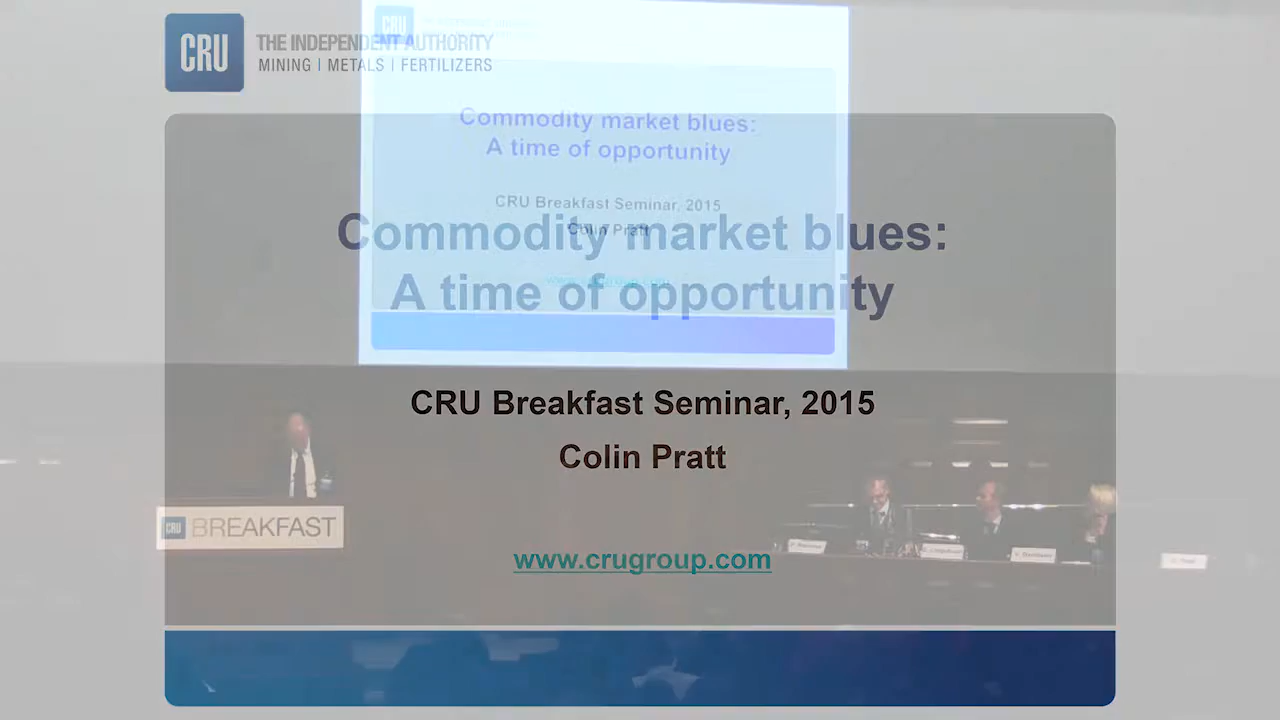 CRU
THE INDEPENDENT AUTHORITY
MINING | METALS | FERTILIZERS
CRU
Commodity market blues:
A time of opportunity
CRU Breakfast Seminar, 2015
Colin Pratt
Commodity market blues:
A time of opportunity
CRU Breakfast Seminar, 2015
Colin Pratt
www.crugroup.com
CRU BREAKFAST